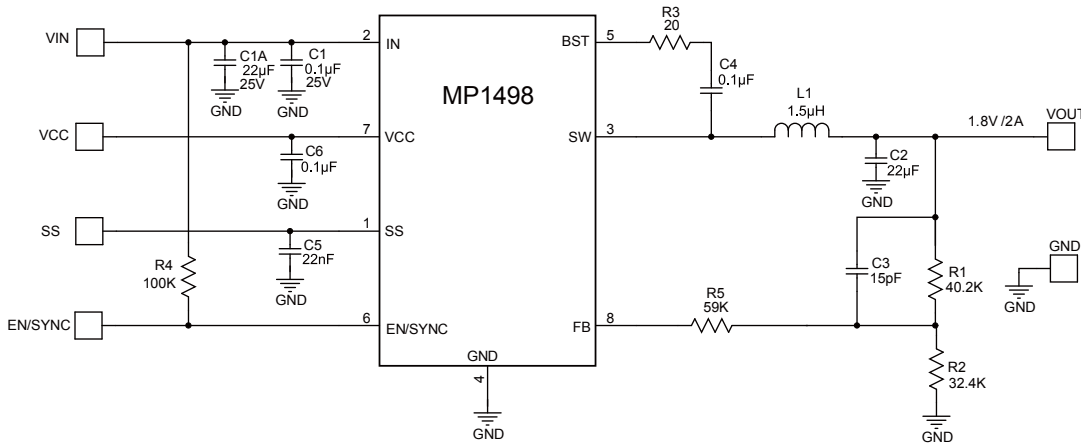 R3
20
VIN
2
IN
BST
5
C1A
22µF
25V
GND
C1
0.1µF
25V
GND
C4
0.1µF
MP1498
L1
1.5µH
VCC
7
VCC
SW
3
1.8V /2A
VOUT
C6
0.1µF
GND
C2
22µF
GND
SS
1
SS
C5
22nF
GND
R4
100K
C3
15pF
R1
40.2K
GND
GND
R5
59K
EN/SYNC
6
EN/SYNC
FB
8
GND
4
GND
R2
32.4K
GND